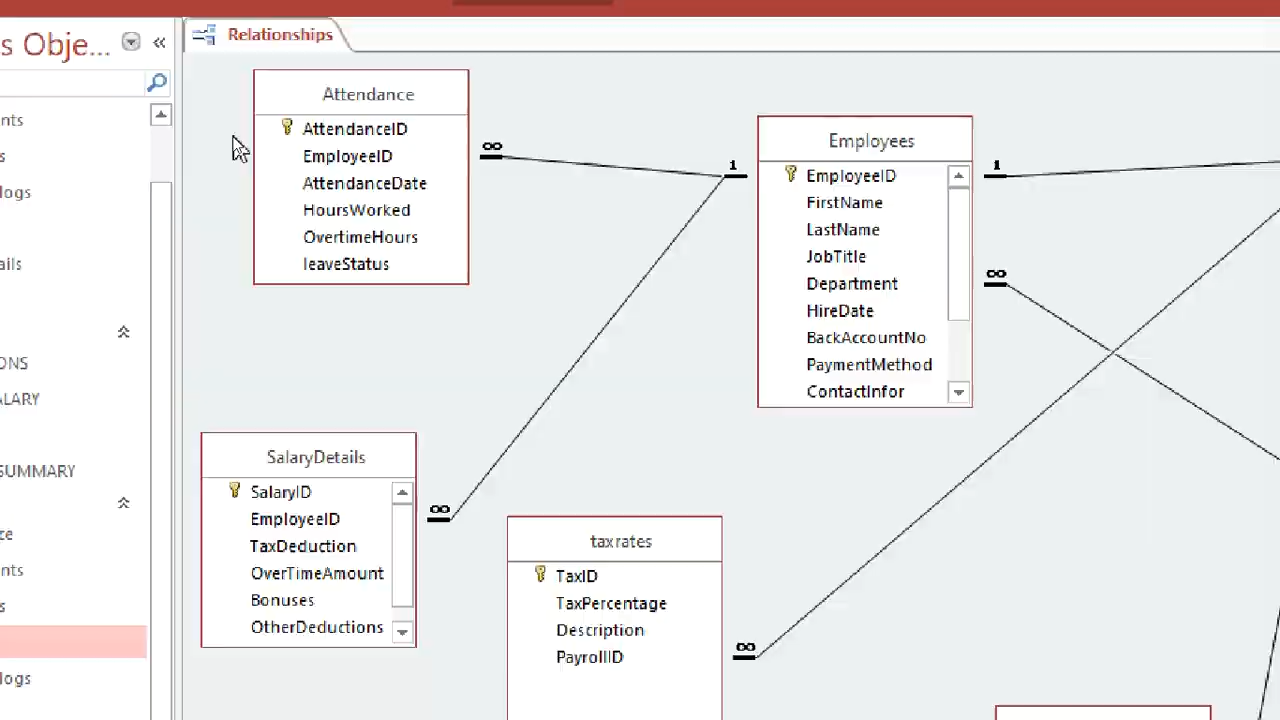 s Obje...
Relationships
nts
s
logs
ails
ONS
ALARY
SUMMARY
ce
nts
s
logs
Attendance
AttendanceID
EmployeeID
AttendanceDate
HoursWorked
OvertimeHours
leaveStatus
∞
1
Employees
EmployeeID
FirstName
LastName
JobTitle
Department
HireDate
BackAccountNo
PaymentMethod
ContactInfor
1
∞
SalaryDetails
SalaryID
EmployeeID
TaxDeduction
OverTimeAmount
Bonuses
OtherDeductions
∞
taxrates
TaxID
TaxPercentage
Description
PayrollID
∞